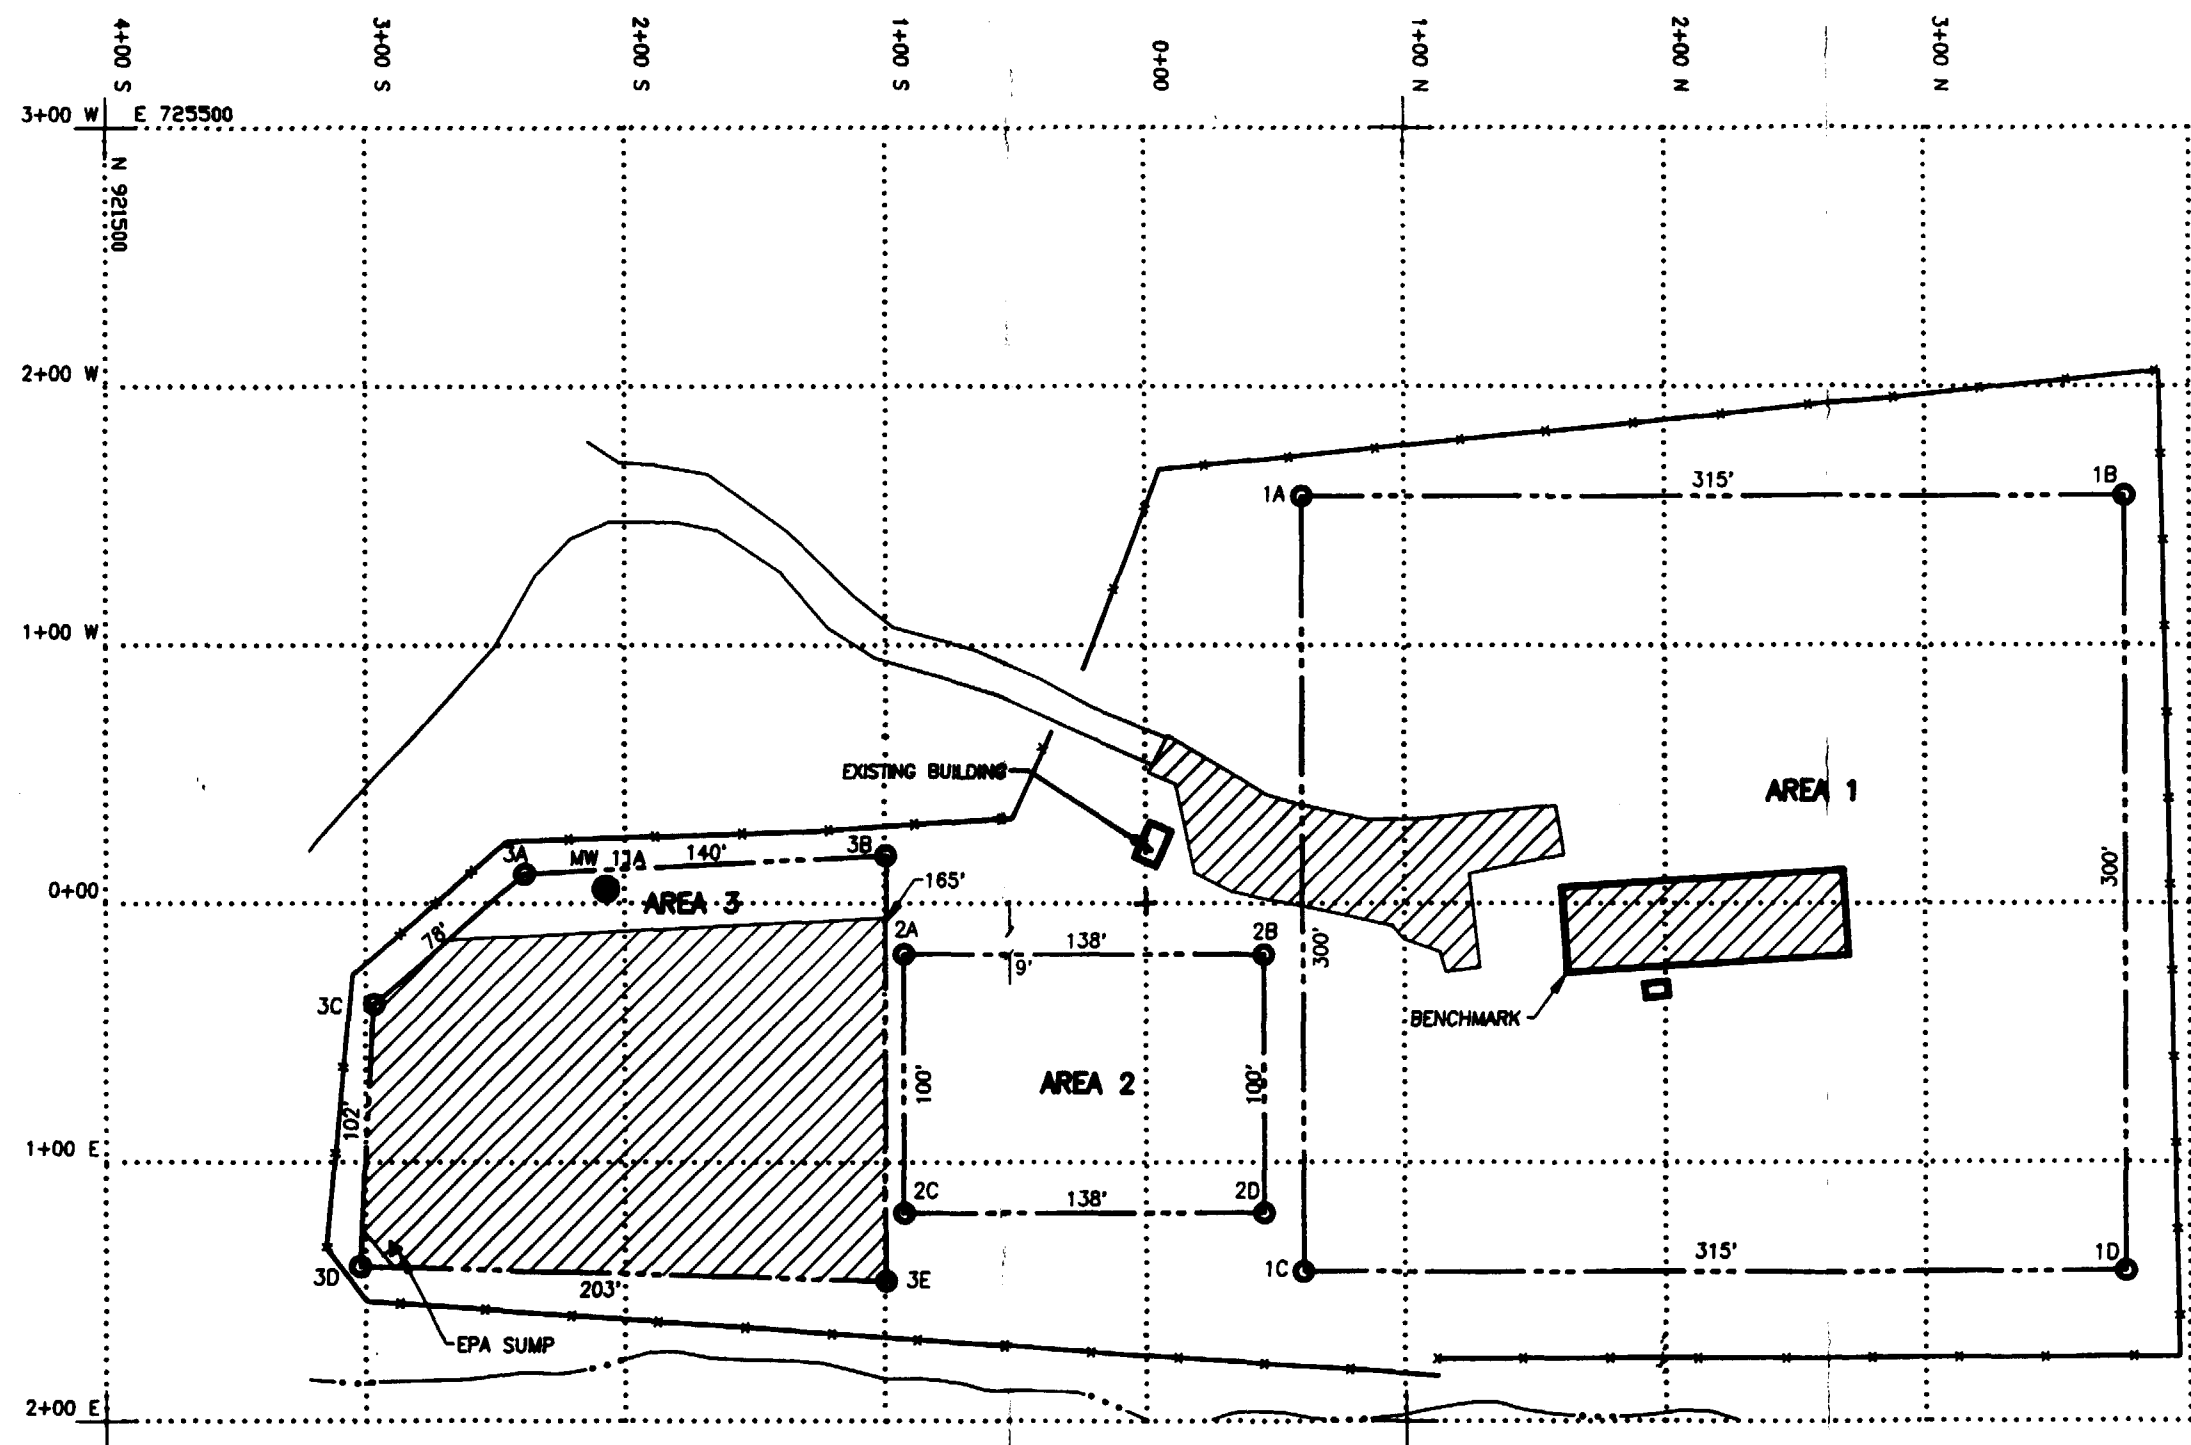 4+00 S
3+00 S
2+00 S
1+00 S
0+00
1+00 N
2+00 N
3+00 N
3+00 W
E 725500
N 921500
2+00 W
1+00 W
0+00
1+00 E
2+00 E
1A
315'
1B
AREA 1
300'
300'
EXISTING BUILDING
3A
MW 11A
140'
3B
AREA 3
165'
78'
2A
138'
2B
9'
3C
BENCHMARK
102'
100'
AREA 2
100'
2C
138'
2D
3D
203'
3E
1C
315'
1D
EPA SUMP